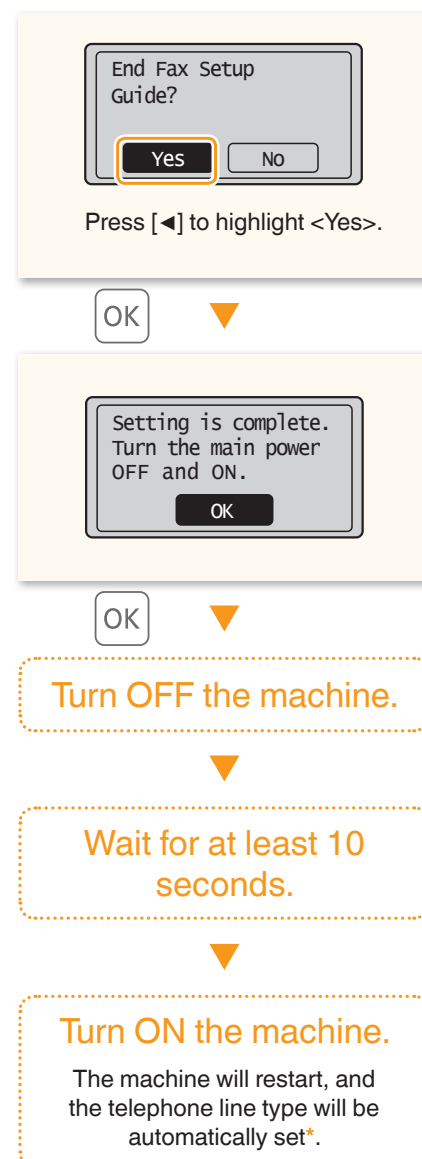 End Fax Setup
Guide?
Yes No
Press [◄] to highlight <Yes>.
OK
Setting is complete.
Turn the main power
OFF and ON.
OK
OK
Turn OFF the machine.
Wait for at least 10
seconds.
Turn ON the machine.
The machine will restart, and
the telephone line type will be
automatically set*.